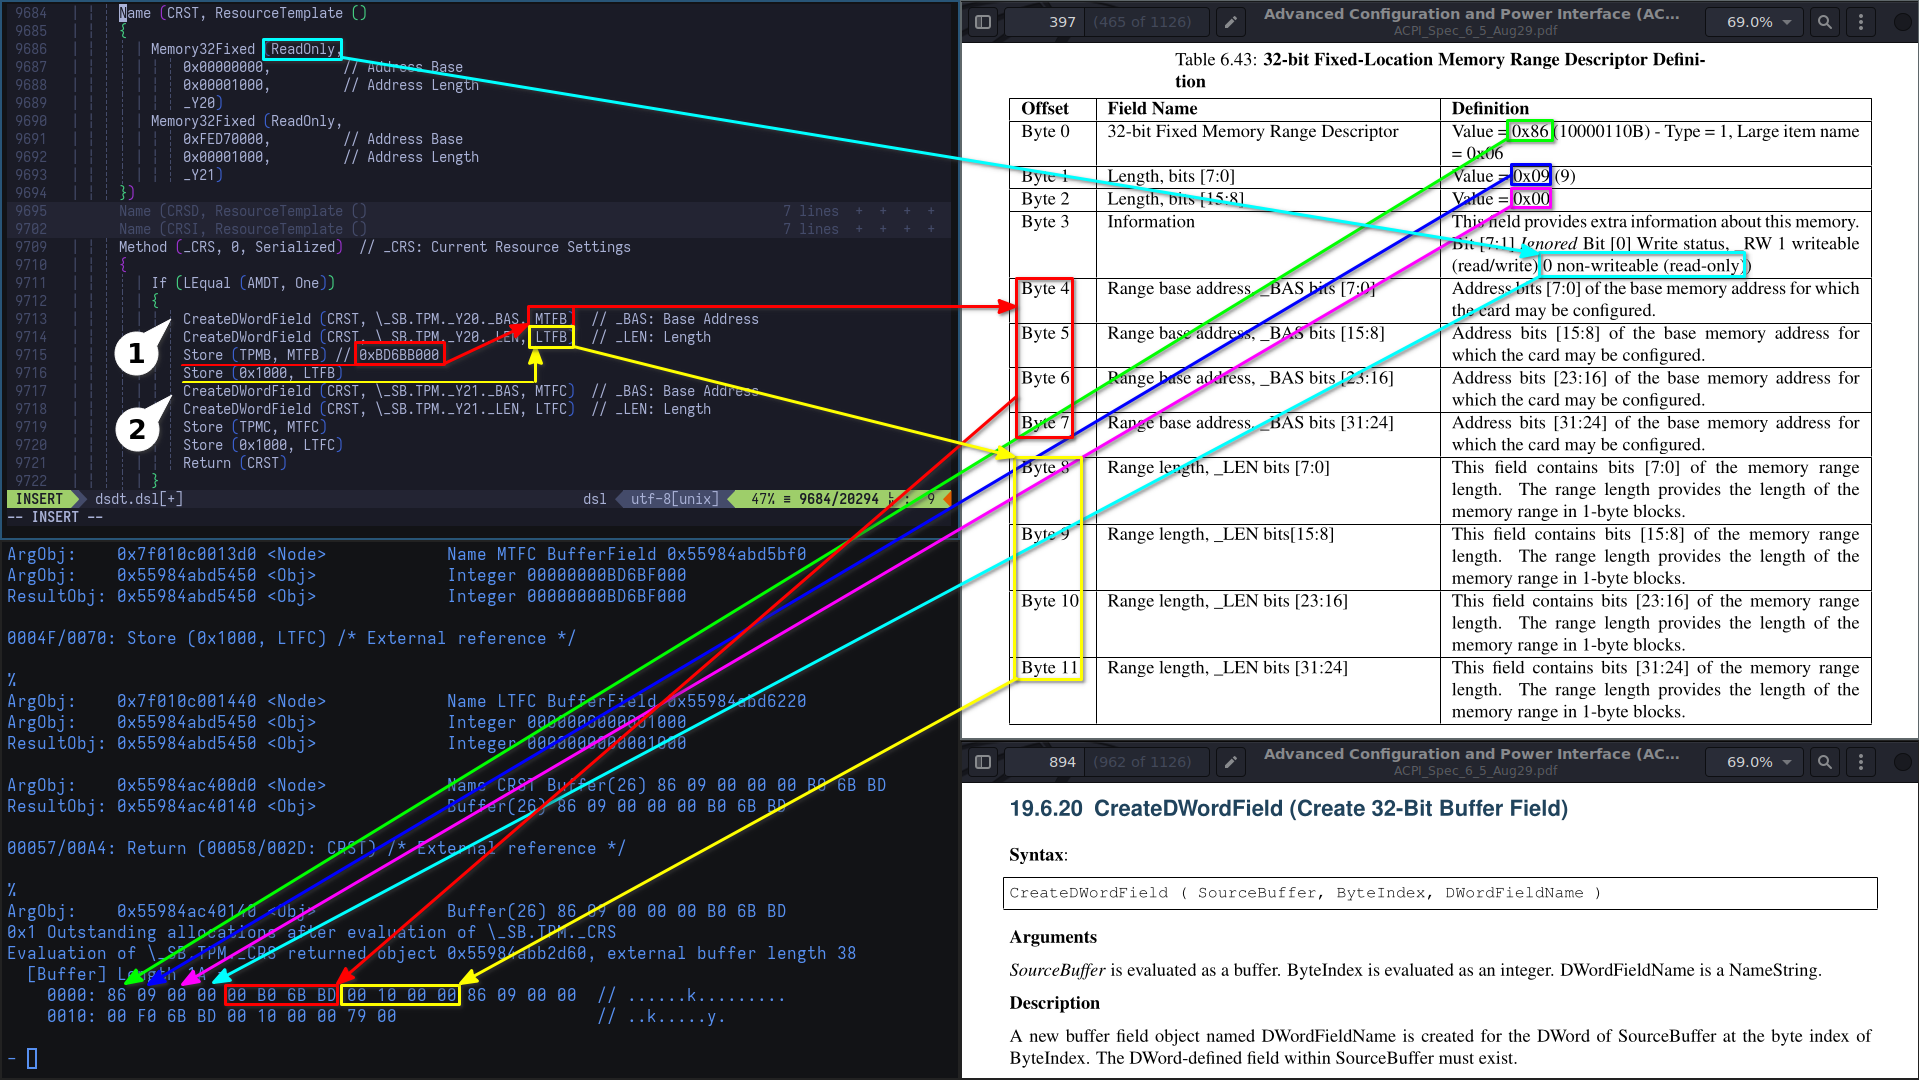 9684 Name (CRST, ResourceTemplate ()
9685 {
9686 Memory32Fixed (ReadOnly,
9687 0x00000000, // Address Base
9688 0x00001000, // Address Length
9689 _Y20)
9690 Memory32Fixed (ReadOnly,
9691 0xFED70000, // Address Base
9692 0x00001000, // Address Length
9693 _Y21)
9694 })
9695 Name (CRSD, ResourceTemplate () 7 lines + + + +
9702 Name (CRSI, ResourceTemplate () 7 lines + + + +
9709 Method (_CRS, 0, Serialized) // _CRS: Current Resource Settings
9710 {
9711 If (LEqual (AMDT, One))
9712 {
9713 CreateDWordField (CRST, \_SB.TPM._Y20._BAS, MTFB) // _BAS: Base Address
9714 CreateDWordField (CRST, \_SB.TPM._Y20._LEN, LTFB) // _LEN: Length
9715 Store (TPMB, MTFB) // 0xBD6BB000
9716 Store (0x1000, LTFB)
9717 CreateDWordField (CRST, \_SB.TPM._Y21._BAS, MTFC) // _BAS: Base Address
9718 CreateDWordField (CRST, \_SB.TPM._Y21._LEN, LTFC) // _LEN: Length
9719 Store (TPMC, MTFC)
9720 Store (0x1000, LTFC)
9721 Return (CRST)
9722 }
1
2
INSERT dsdt.dsl[+] dsl utf-8[unix] 47% ≡ 9684/20294 : 9
-- INSERT --
ArgObj: 0x7f010c0013d0 <Node> Name MTFC BufferField 0x55984abd5bf0
ArgObj: 0x55984abd5450 <Obj> Integer 00000000BD6BF000
ResultObj: 0x55984abd5450 <Obj> Integer 00000000BD6BF000
0004F/0070: Store (0x1000, LTFC) /* External reference */
%
ArgObj: 0x7f010c001440 <Node> Name LTFC BufferField 0x55984abd6220
ArgObj: 0x55984abd5450 <Obj> Integer 0000000000001000
ResultObj: 0x55984abd5450 <Obj> Integer 0000000000001000
ArgObj: 0x55984ac400d0 <Node> Name CRST Buffer(26) 86 09 00 00 00 B0 6B BD
ResultObj: 0x55984ac40140 <Obj> Buffer(26) 86 09 00 00 00 B0 6B BD
00057/00A4: Return (00058/002D: CRST) /* External reference */
%
ArgObj: 0x55984ac40140 <Obj> Buffer(26) 86 09 00 00 00 B0 6B BD
0x1 Outstanding allocations after evaluation of \_SB.TPM._CRS
Evaluation of \_SB.TPM._CRS returned object 0x55984abb2d60, external buffer length 38
[Buffer] Length 1A =
0000: 86 09 00 00 00 B0 6B BD 00 10 00 00 86 09 00 00 // ......k.........
0010: 00 F0 6B BD 00 10 00 00 79 00 // ..k.....y.
-
397 (465 of 1126) Advanced Configuration and Power Interface (AC... 69.0%
ACPI_Spec_6_5_Aug29.pdf
Table 6.43: 32-bit Fixed-Location Memory Range Descriptor Defini-
tion
Offset Field Name Definition
Byte 0 32-bit Fixed Memory Range Descriptor Value = 0x86 (10000110B) - Type = 1, Large item name
= 0x06
Byte 1 Length, bits [7:0] Value = 0x09 (9)
Byte 2 Length, bits [15:8] Value = 0x00
Byte 3 Information This field provides extra information about this memory.
Bit [7:1] Ignored Bit [0] Write status, _RW 1 writeable
(read/write) 0 non-writeable (read-only))
Byte 4 Range base address, _BAS bits [7:0] Address bits [7:0] of the base memory address for which
the card may be configured.
Byte 5 Range base address, _BAS bits [15:8] Address bits [15:8] of the base memory address for
which the card may be configured.
Byte 6 Range base address, _BAS bits [23:16] Address bits [23:16] of the base memory address for
which the card may be configured.
Byte 7 Range base address, _BAS bits [31:24] Address bits [31:24] of the base memory address for
which the card may be configured.
Byte 8 Range length, _LEN bits [7:0] This field contains bits [7:0] of the memory range
length. The range length provides the length of the
memory range in 1-byte blocks.
Byte 9 Range length, _LEN bits[15:8] This field contains bits [15:8] of the memory range
length. The range length provides the length of the
memory range in 1-byte blocks.
Byte 10 Range length, _LEN bits [23:16] This field contains bits [23:16] of the memory range
length. The range length provides the length of the
memory range in 1-byte blocks.
Byte 11 Range length, _LEN bits [31:24] This field contains bits [31:24] of the memory range
length. The range length provides the length of the
memory range in 1-byte blocks.
894 (962 of 1126) Advanced Configuration and Power Interface (AC... 69.0%
ACPI_Spec_6_5_Aug29.pdf
19.6.20 CreateDWordField (Create 32-Bit Buffer Field)
Syntax:
CreateDWordField ( SourceBuffer, ByteIndex, DWordFieldName )
Arguments
SourceBuffer is evaluated as a buffer. ByteIndex is evaluated as an integer. DWordFieldName is a NameString.
Description
A new buffer field object named DWordFieldName is created for the DWord of SourceBuffer at the byte index of
ByteIndex. The DWord-defined field within SourceBuffer must exist.